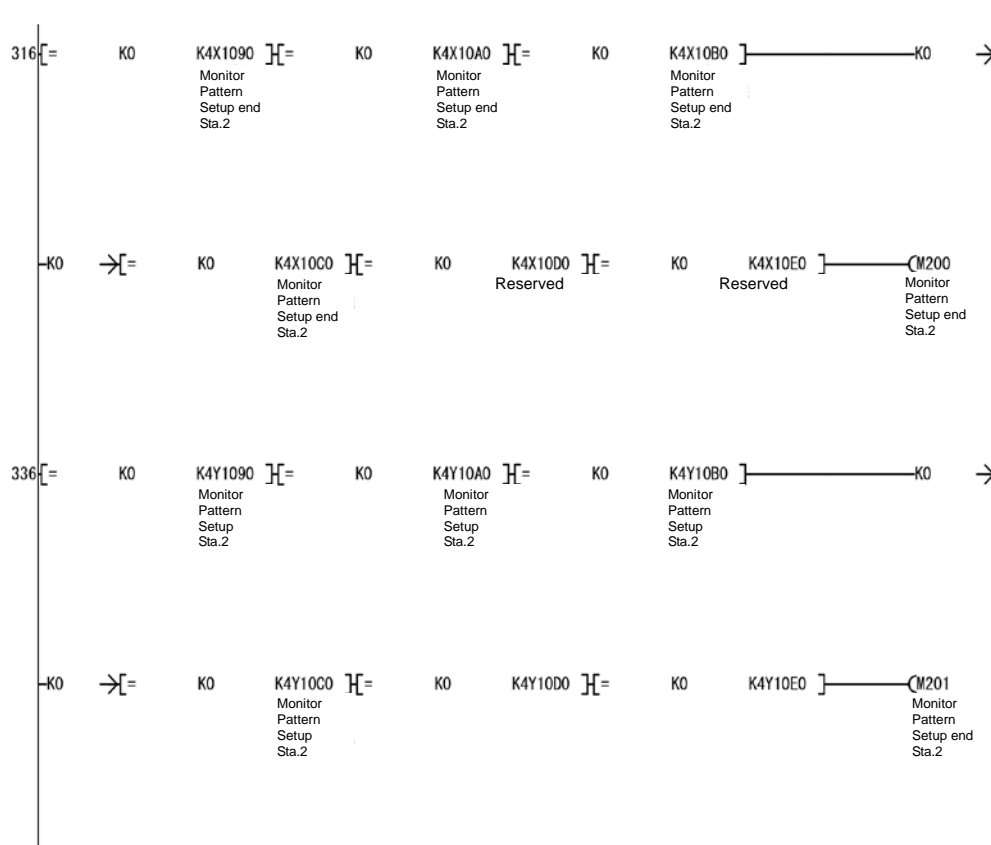 316 [= K0 K4X1090 ][= K0 K4X10A0 ][= K0 K4X10B0 ] K0
Monitor Monitor Monitor
Pattern Pattern Pattern
Setup end Setup end Setup end
Sta.2 Sta.2 Sta.2
K0 [= K0 K4X10C0 ][= K0 K4X10D0 ][= K0 K4X10E0 ] (M200
Monitor Reserved Reserved Monitor
Pattern Pattern
Setup end Setup end
Sta.2 Sta.2
336 [= K0 K4Y1090 ][= K0 K4Y10A0 ][= K0 K4Y10B0 ] K0
Monitor Monitor Monitor
Pattern Pattern Pattern
Setup Setup Setup
Sta.2 Sta.2 Sta.2
K0 [= K0 K4Y10C0 ][= K0 K4Y10D0 ][= K0 K4Y10E0 ] (M201
Monitor Monitor
Pattern Pattern
Setup Setup end
Sta.2 Sta.2